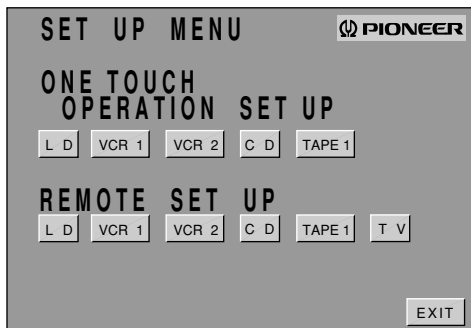 SET UP MENU PIONEER
ONE TOUCH
OPERATION SET UP
L D VCR 1 VCR 2 C D TAPE 1
REMOTE SET UP
L D VCR 1 VCR 2 C D TAPE 1 T V
EXIT